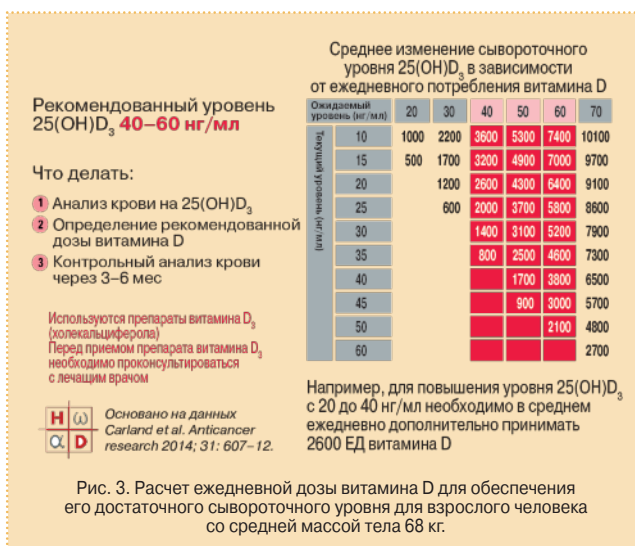 Рекомендованный уровень
25(ОН)D₃ 40–60 нг/мл
Что делать:
1 Анализ крови на 25(ОН)D₃
2 Определение рекомендованной
дозы витамина D
3 Контрольный анализ крови
через 3–6 мес
Используются препараты витамина D₃
(холекальциферола)
Перед приемом препарата витамина D₃
необходимо проконсультироваться
с лечащим врачом
H ω
α D
Основано на данных
Carland et al. Anticancer
research 2014; 31: 607–12.
Среднее изменение сывороточного
уровня 25(ОН)D₃ в зависимости
от ежедневного потребления витамина D
Ожидаемый
уровень (нг/мл) 20 30 40 50 60 70
Текущий уровень (нг/мл)
10 1000 2200 3600 5300 7400 10100
15 500 1700 3200 4900 7000 9700
20 1200 2600 4300 6400 9100
25 600 2000 3700 5800 8600
30 1400 3100 5200 7900
35 800 2500 4600 7300
40 1700 3800 6500
45 900 3000 5700
50 2100 4800
60 2700
Например, для повышения уровня 25(ОН)D₃
с 20 до 40 нг/мл необходимо в среднем
ежедневно дополнительно принимать
2600 ЕД витамина D
Рис. 3. Расчет ежедневной дозы витамина D для обеспечения
его достаточного сывороточного уровня для взрослого человека
со средней массой тела 68 кг.